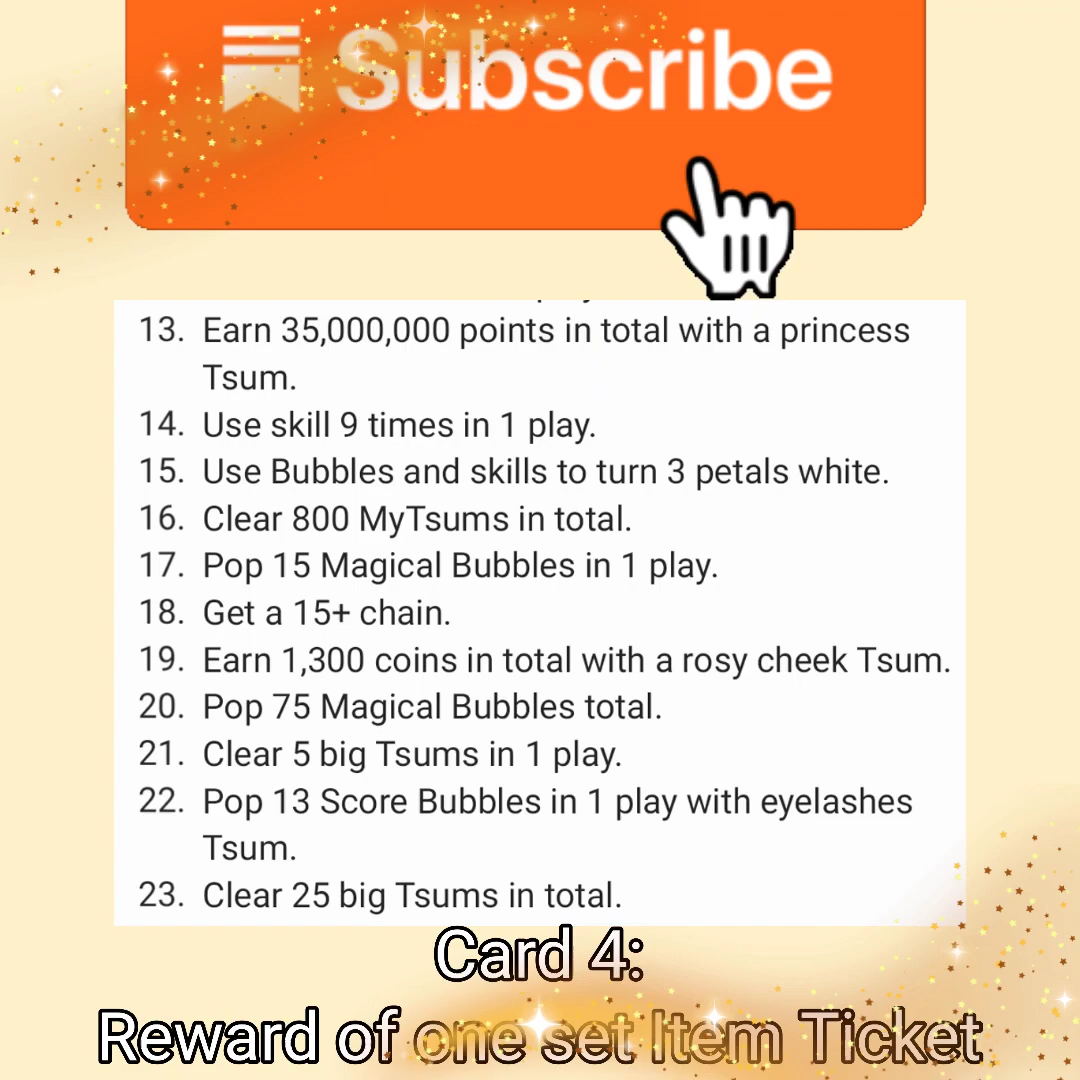 Subscribe
13. Earn 35,000,000 points in total with a princess
Tsum.
14. Use skill 9 times in 1 play.
15. Use Bubbles and skills to turn 3 petals white.
16. Clear 800 MyTsums in total.
17. Pop 15 Magical Bubbles in 1 play.
18. Get a 15+ chain.
19. Earn 1,300 coins in total with a rosy cheek Tsum.
20. Pop 75 Magical Bubbles total.
21. Clear 5 big Tsums in 1 play.
22. Pop 13 Score Bubbles in 1 play with eyelashes
Tsum.
23. Clear 25 big Tsums in total.
Card 4:
Reward of one set Item Ticket